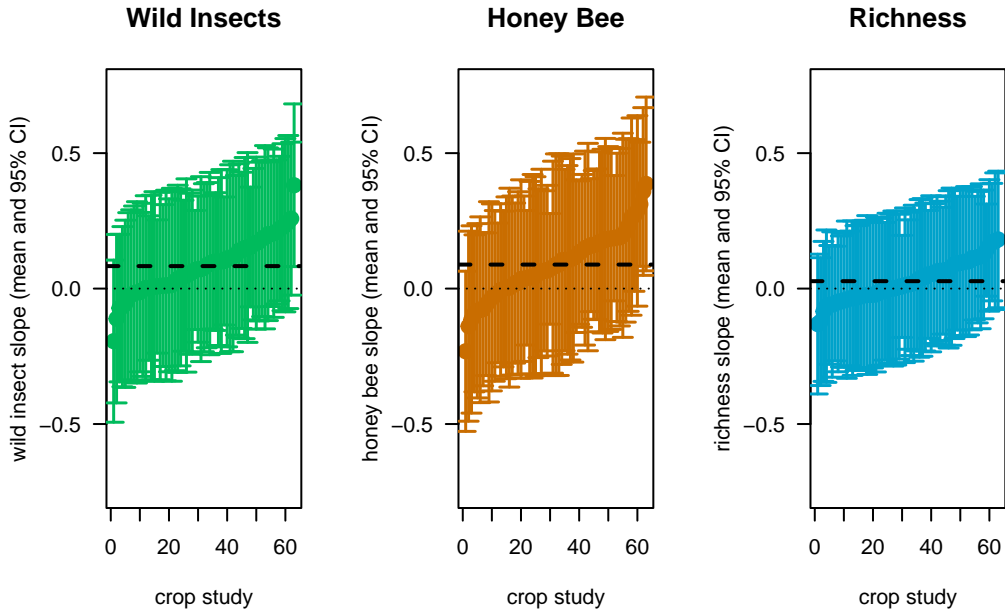 Wild Insects
wild insect slope (mean and 95% CI)
0.5
0.0
−0.5
0 20 40 60
crop study
Honey Bee
honey bee slope (mean and 95% CI)
0.5
0.0
−0.5
0 20 40 60
crop study
Richness
richness slope (mean and 95% CI)
0.5
0.0
−0.5
0 20 40 60
crop study